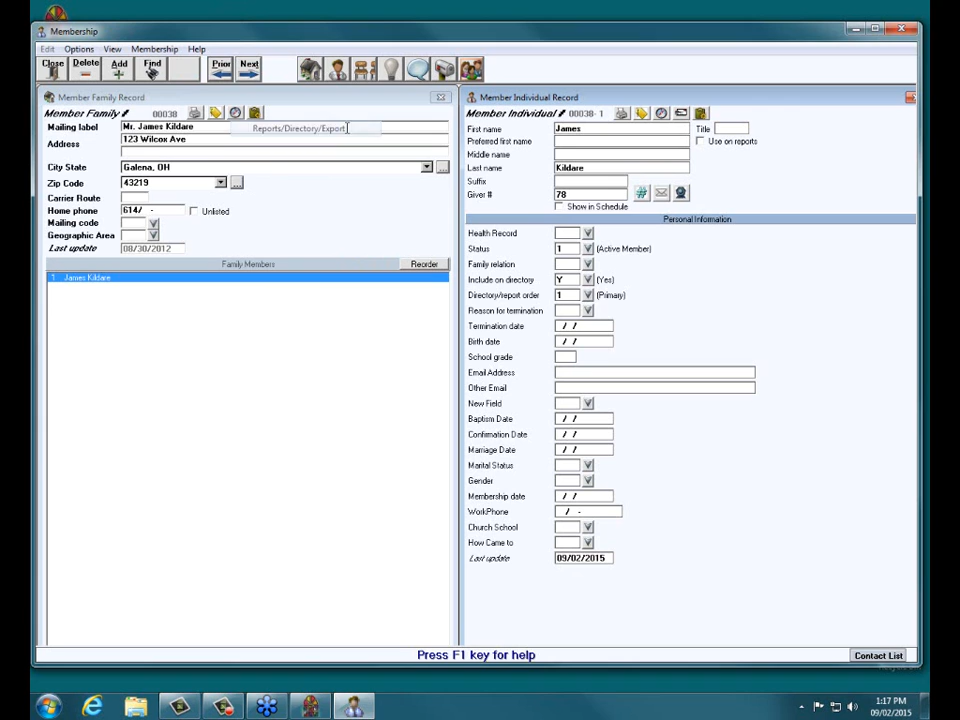 Membership
Edit Options View Membership Help
Close Delete Add Find Prior Next
Member Family Record
Member Family # 00038
Mailing label Mr. James Kildare
Reports/Directory/Export
Address 123 Wilcox Ave
City State Galena, OH
Zip Code 43219
Carrier Route
Home phone 614/ - Unlisted
Mailing code
Geographic Area
Last update 08/30/2012
Family Members Reorder
1 James Kildare
Member Individual Record
Member Individual # 00038- 1
First name James Title
Preferred first name Use on reports
Middle name
Last name Kildare
Suffix
Giver # 78
Show in Schedule
Personal Information
Health Record
Status 1 (Active Member)
Family relation
Include on directory Y (Yes)
Directory/report order 1 (Primary)
Reason for termination
Termination date / /
Birth date / /
School grade
Email Address
Other Email
New Field
Baptism Date / /
Confirmation Date / /
Marriage Date / /
Marital Status
Gender
Membership date / /
WorkPhone / -
Church School
How Came to
Last update 09/02/2015
Press F1 key for help
Contact List
1:17 PM
09/02/2015